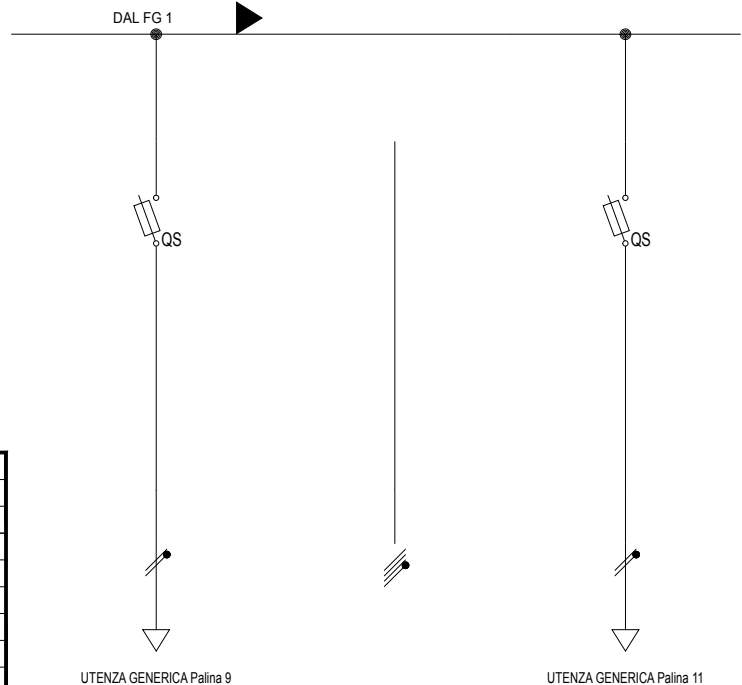 DAL FG 1
QS
QS
UTENZA GENERICA Palina 9
UTENZA GENERICA Palina 11